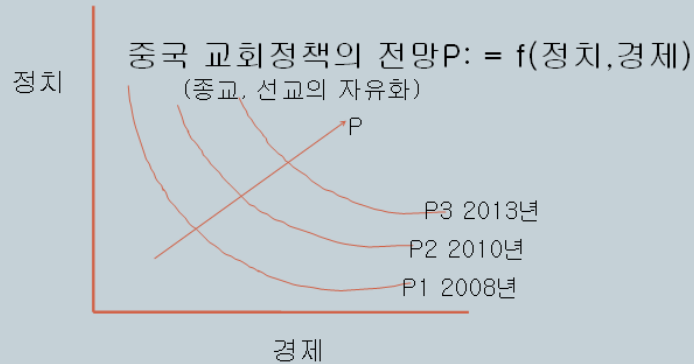 중국 교회정책의 전망P: = f(정치,경제)
정치
(종교, 선교의 자유화)
P
P3 2013년
P2 2010년
P1 2008년
경제